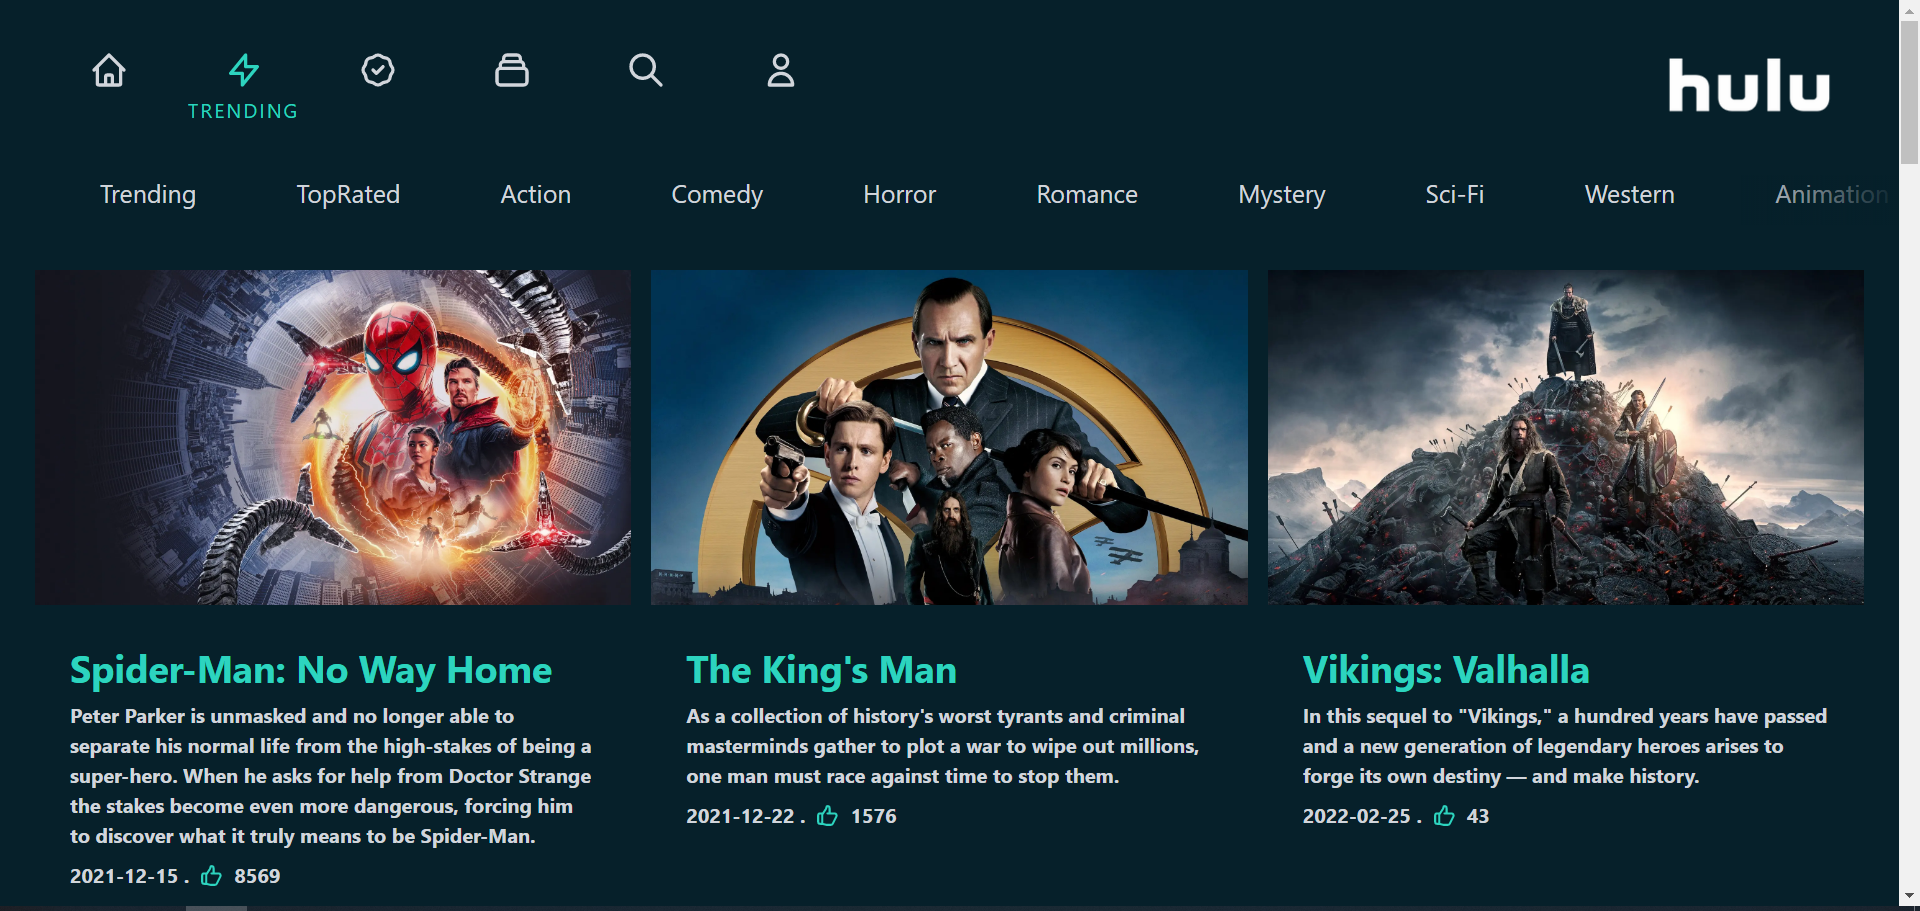 TRENDING
hulu
Trending TopRated Action Comedy Horror Romance Mystery Sci-Fi Western Animation
Spider-Man: No Way Home
Peter Parker is unmasked and no longer able to
separate his normal life from the high-stakes of being a
super-hero. When he asks for help from Doctor Strange
the stakes become even more dangerous, forcing him
to discover what it truly means to be Spider-Man.
2021-12-15 . 8569
The King's Man
As a collection of history's worst tyrants and criminal
masterminds gather to plot a war to wipe out millions,
one man must race against time to stop them.
2021-12-22 . 1576
Vikings: Valhalla
In this sequel to "Vikings," a hundred years have passed
and a new generation of legendary heroes arises to
forge its own destiny — and make history.
2022-02-25 . 43